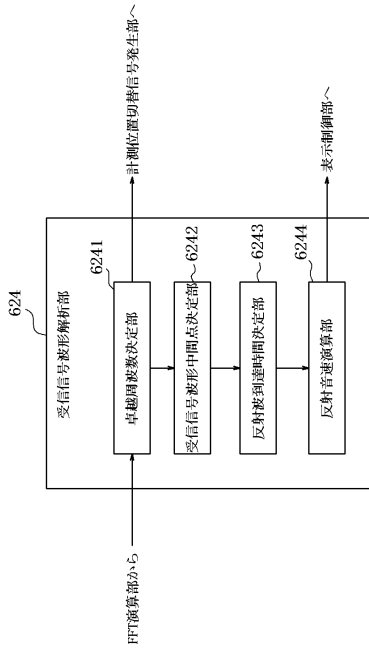 624
受信信号波形解析部
FFT演算部から
6241
卓越周波数決定部
計測位置切替信号発生部へ
6242
受信信号波形中間点決定部
6243
反射波到達時間決定部
6244
反射音速演算部
表示制御部へ